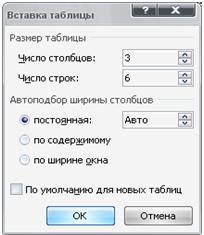 Вставка таблицы
Размер таблицы
Число столбцов: 3
Число строк: 6
Автоподбор ширины столбцов
постоянная: Авто
по содержимому
по ширине окна
По умолчанию для новых таблиц
ОК Отмена